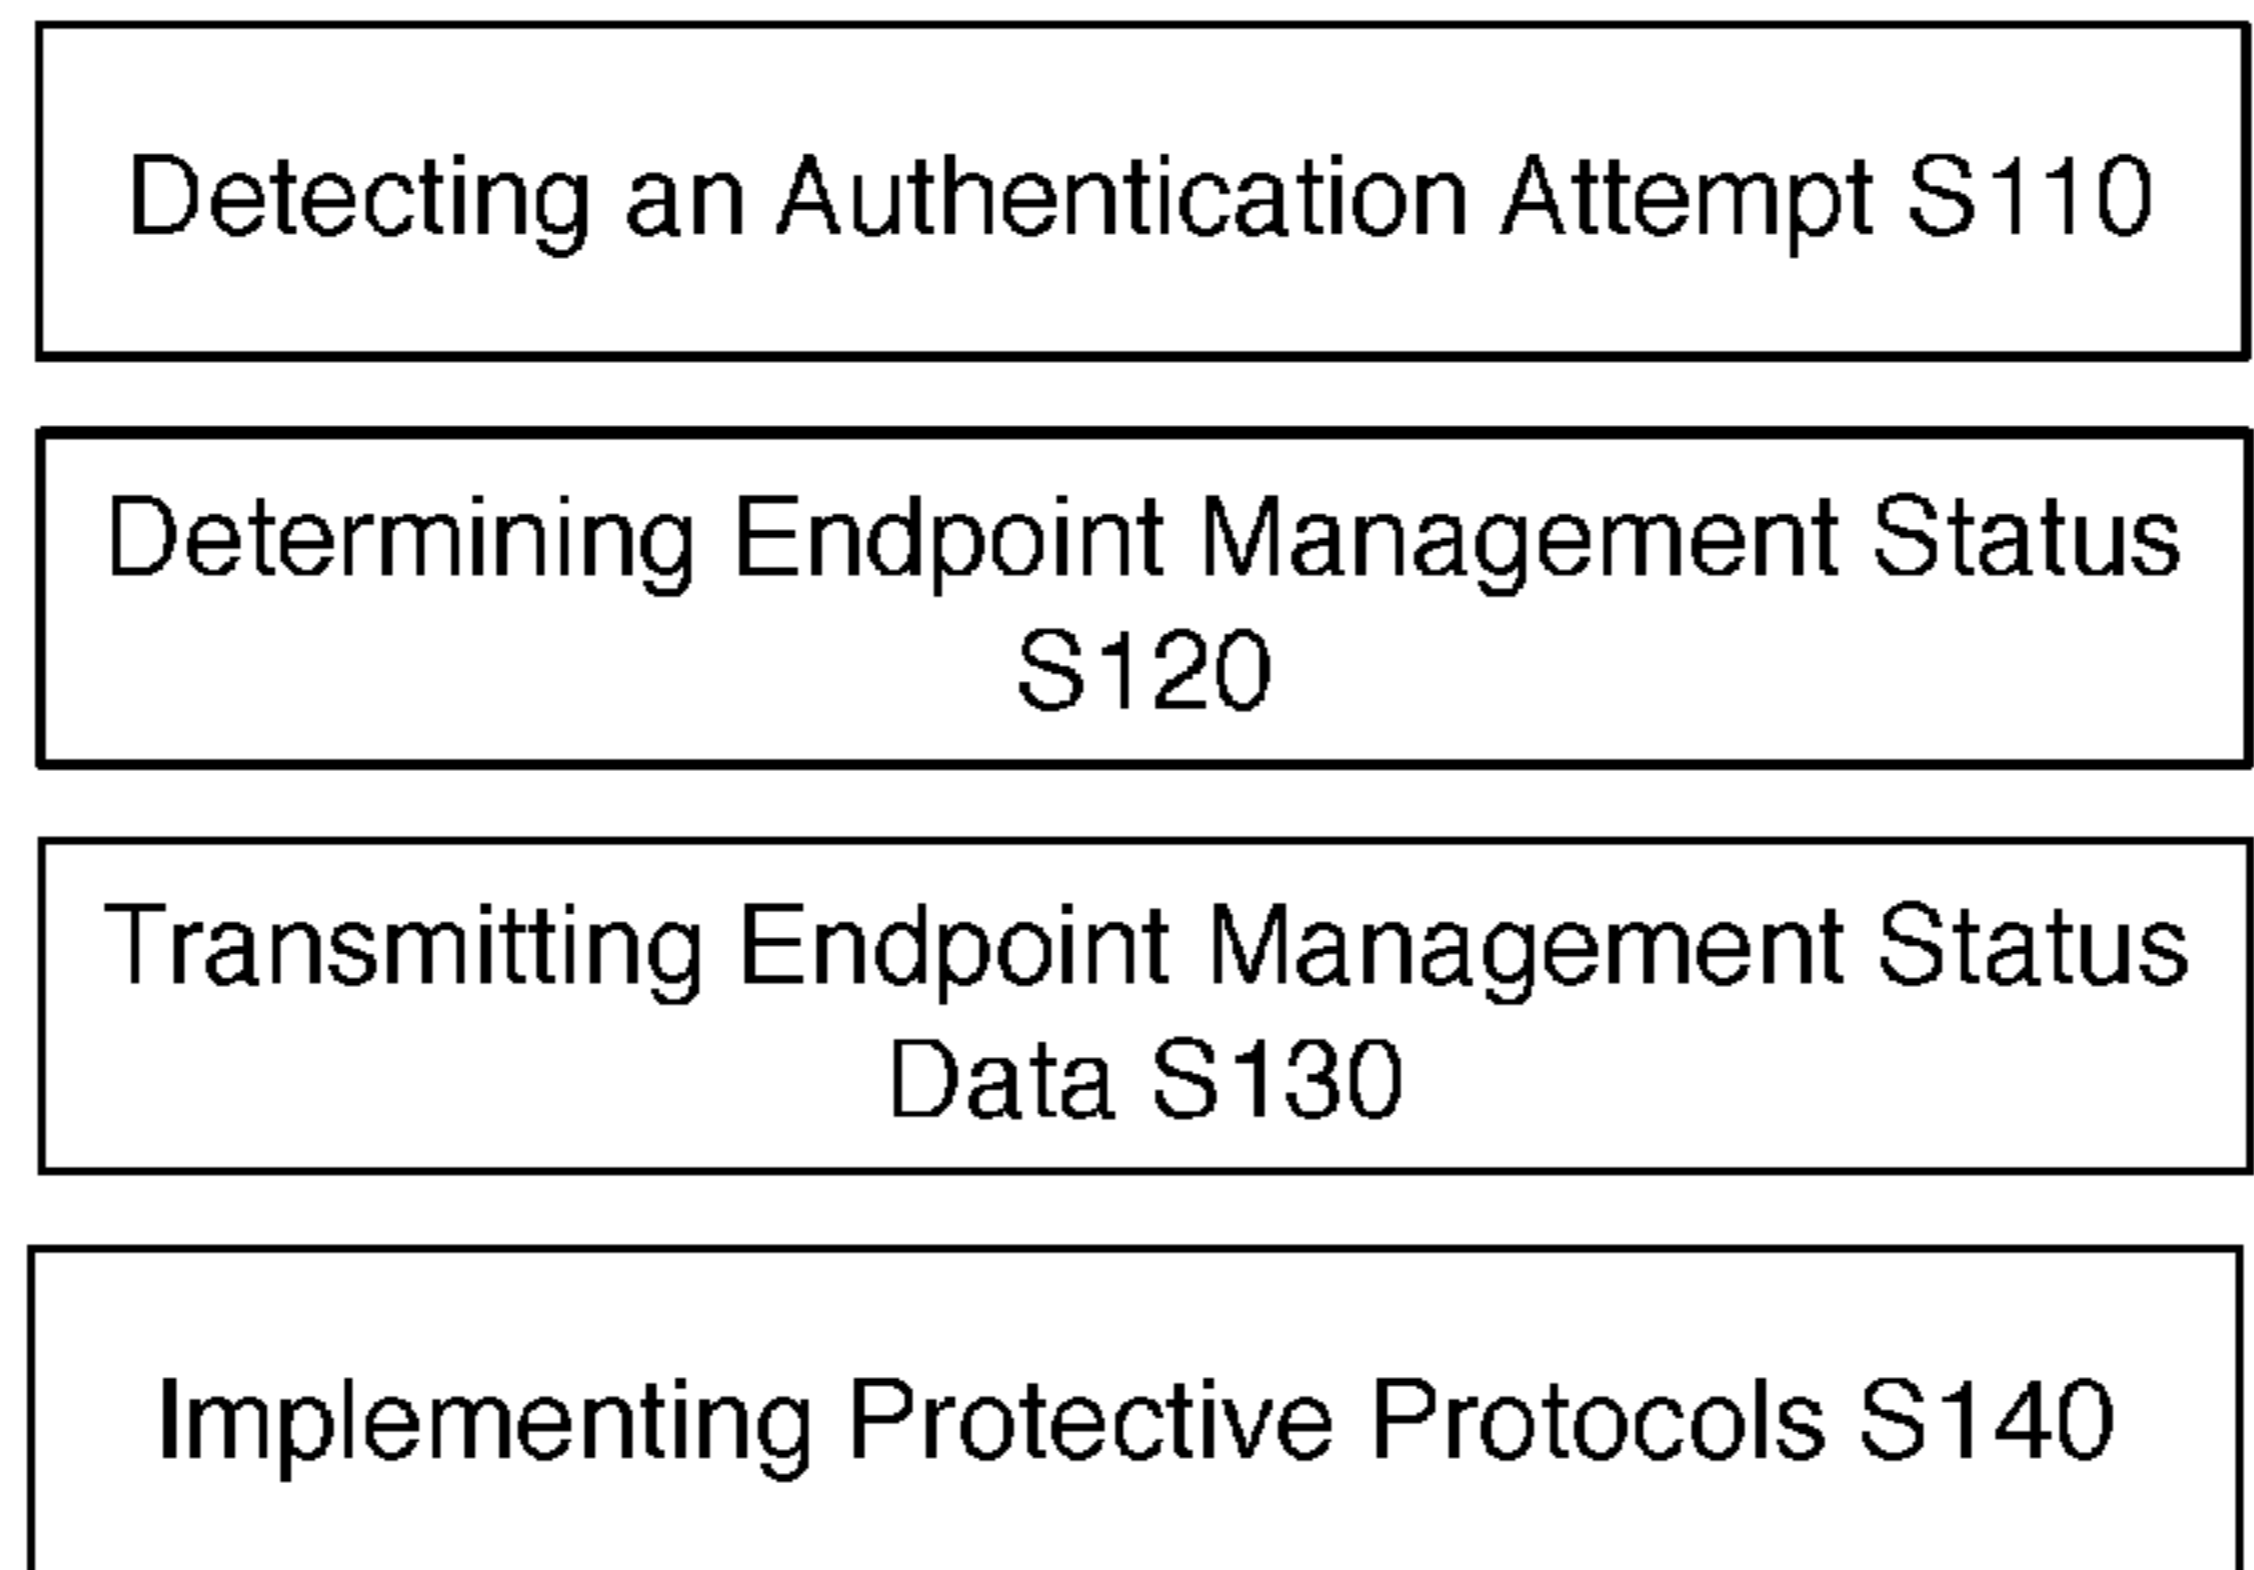 Detecting an Authentication Attempt S110
Determining Endpoint Management Status
S120
Transmitting Endpoint Management Status
Data S130
Implementing Protective Protocols S140